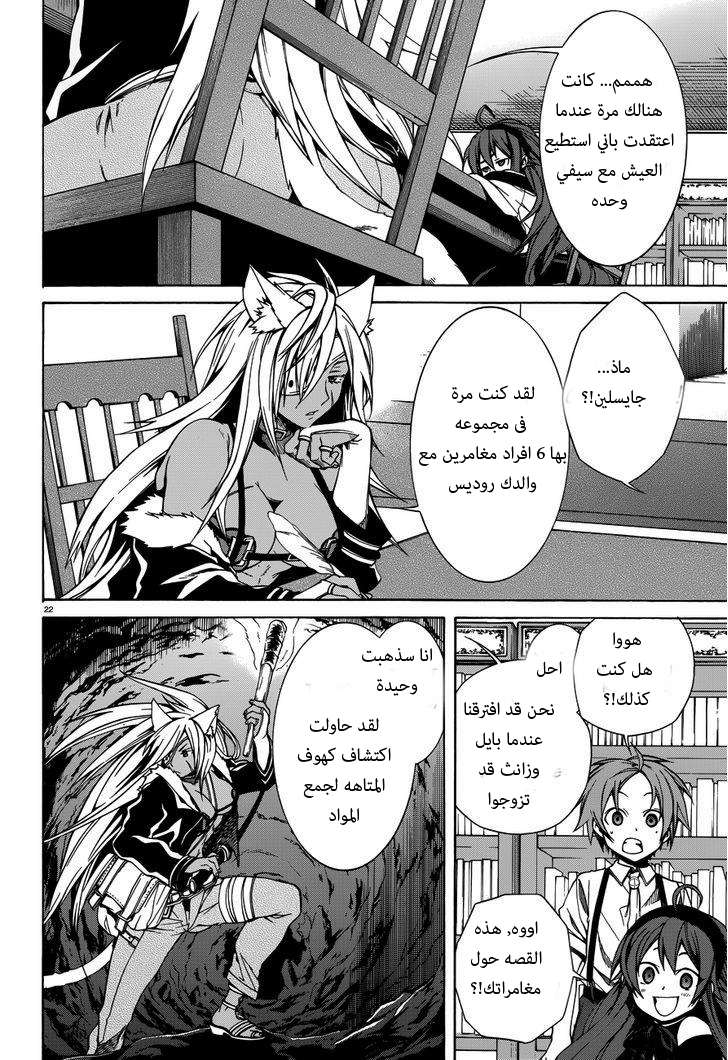 هممم... كانت
هنالك مرة عندما
اعتقدت باني استطيع
العيش مع سيفي
وحده
ماذ...
جايسلين!؟
لقد كنت مرة
فى مجموعه
بها 6 افراد مغامرين مع
والدك روديس
22
هووا
هل كنت
كذلك!؟
احل
نحن قد افترقنا
عندما بايل
وزانث قد
تزوجوا
اووه, هذه
القصه حول
مغامراتك!؟
انا سذهبت
وحيدة
لقد حاولت
اكتشاف كهوف
المتاهه لجمع
المواد